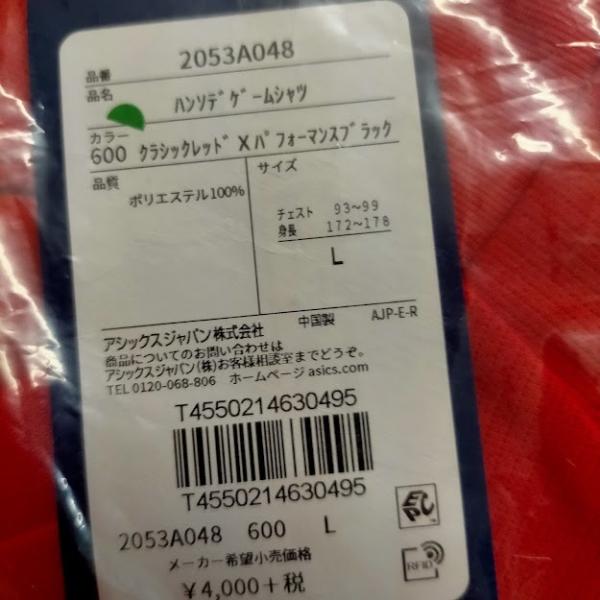 品番 2053A048
品名 ハンソデゲームシャツ
カラー
600 クラシックレッド×パフォーマンスブラック
品質
サイズ
ポリエステル100%
チェスト 93～99
身長 172～178
L
アシックスジャパン株式会社 中国製 AJP-E-R
商品についてのお問い合わせは
アシックスジャパン(株)お客様相談室までどうぞ。
TEL 0120-068-806 ホームページ asics.com
T4550214630495
T4550214630495
2053A048 600 L
メーカー希望小売価格
¥4,000+税
EPC
RFID